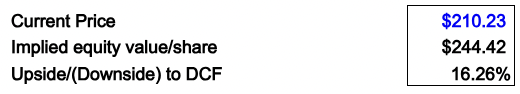 Current Price $210.23
Implied equity value/share $244.42
Upside/(Downside) to DCF 16.26%